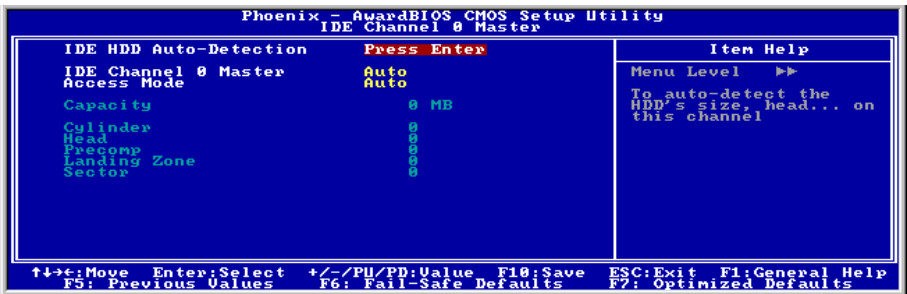 Phoenix - AwardBIOS CMOS Setup Utility
IDE Channel 0 Master
IDE HDD Auto-Detection Press Enter
IDE Channel 0 Master Auto
Access Mode Auto
Capacity 0 MB
Cylinder 0
Head 0
Precomp 0
Landing Zone 0
Sector 0
Item Help
Menu Level ►►
To auto-detect the
HDD's size, head... on
this channel
↑↓→←:Move Enter:Select +/-/PU/PD:Value F10:Save ESC:Exit F1:General Help
F5: Previous Values F6: Fail-Safe Defaults F7: Optimized Defaults